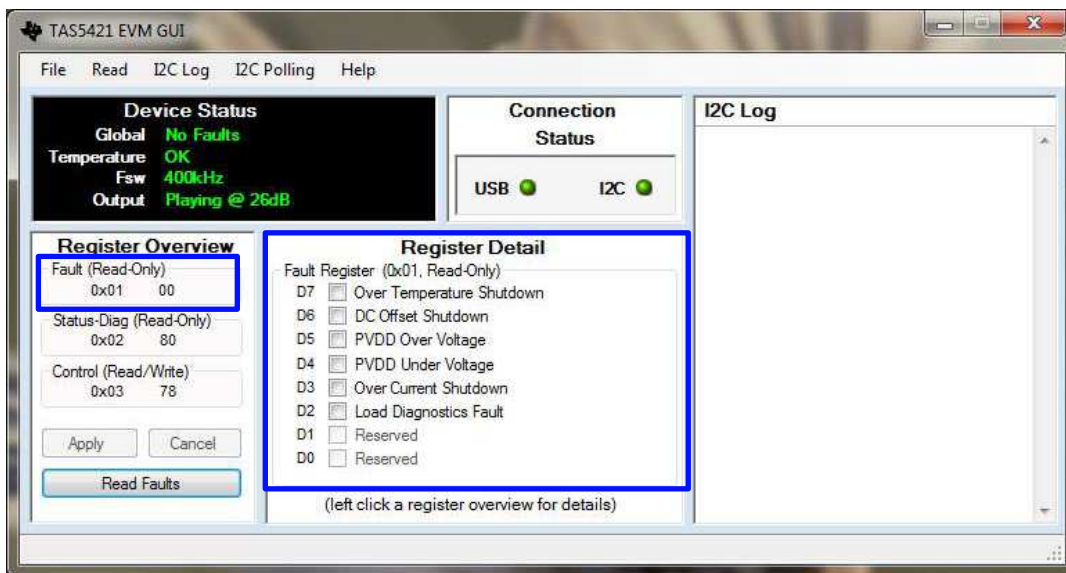 TAS5421 EVM GUI
File Read I2C Log I2C Polling Help
Device Status
Global No Faults
Temperature OK
Fsw 400kHz
Output Playing @ 26dB
Connection
Status
USB I2C
I2C Log
Register Overview
Fault (Read-Only)
0x01 00
Status-Diag (Read-Only)
0x02 80
Control (Read/Write)
0x03 78
Apply Cancel
Read Faults
Register Detail
Fault Register (0x01, Read-Only)
D7 Over Temperature Shutdown
D6 DC Offset Shutdown
D5 PVDD Over Voltage
D4 PVDD Under Voltage
D3 Over Current Shutdown
D2 Load Diagnostics Fault
D1 Reserved
D0 Reserved
(left click a register overview for details)